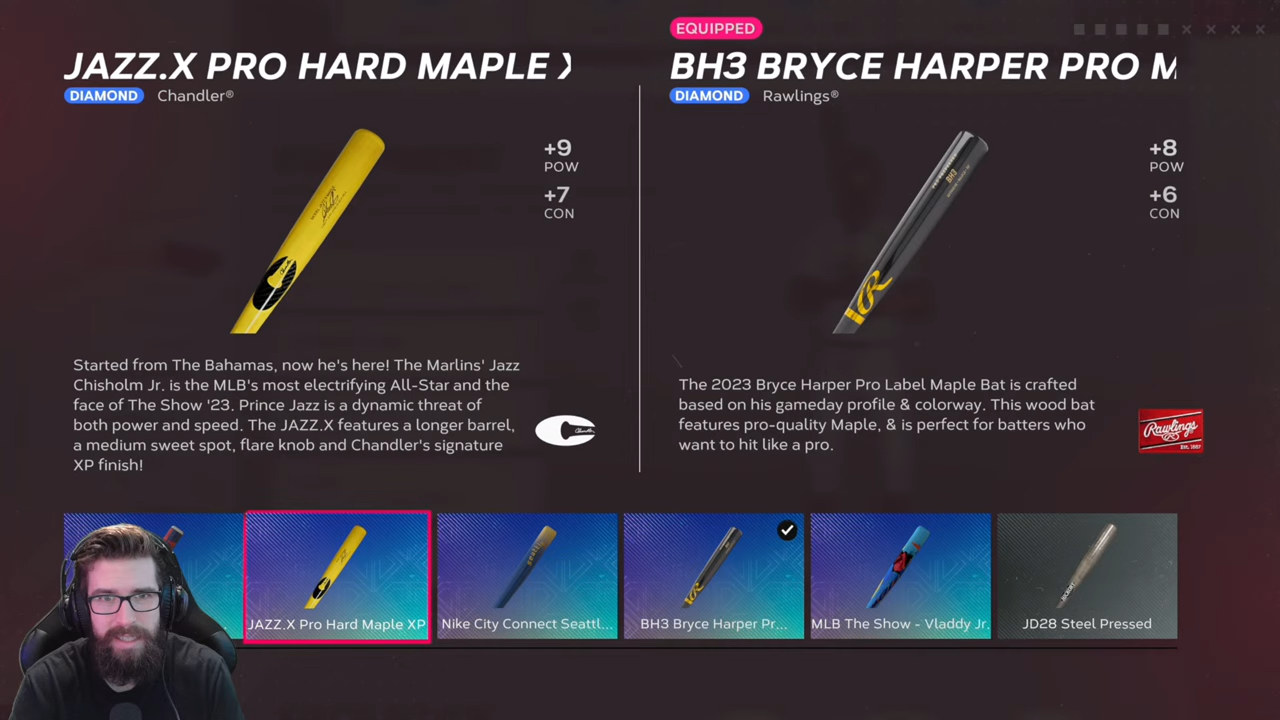 EQUIPPED
JAZZ.X PRO HARD MAPLE X
DIAMOND Chandler®
+9
POW
+7
CON
Started from The Bahamas, now he's here! The Marlins' Jazz
Chisholm Jr. is the MLB's most electrifying All-Star and the
face of The Show '23. Prince Jazz is a dynamic threat of
both power and speed. The JAZZ.X features a longer barrel,
a medium sweet spot, flare knob and Chandler's signature
XP finish!
BH3 BRYCE HARPER PRO M
DIAMOND Rawlings®
BH3
+8
POW
+6
CON
The 2023 Bryce Harper Pro Label Maple Bat is crafted
based on his gameday profile & colorway. This wood bat
features pro-quality Maple, & is perfect for batters who
want to hit like a pro.
Rawlings
EST. 1887
JAZZ.X Pro Hard Maple XP
Nike City Connect Seattl...
BH3 Bryce Harper Pr...
MLB The Show - Vladdy Jr.
JD28 Steel Pressed